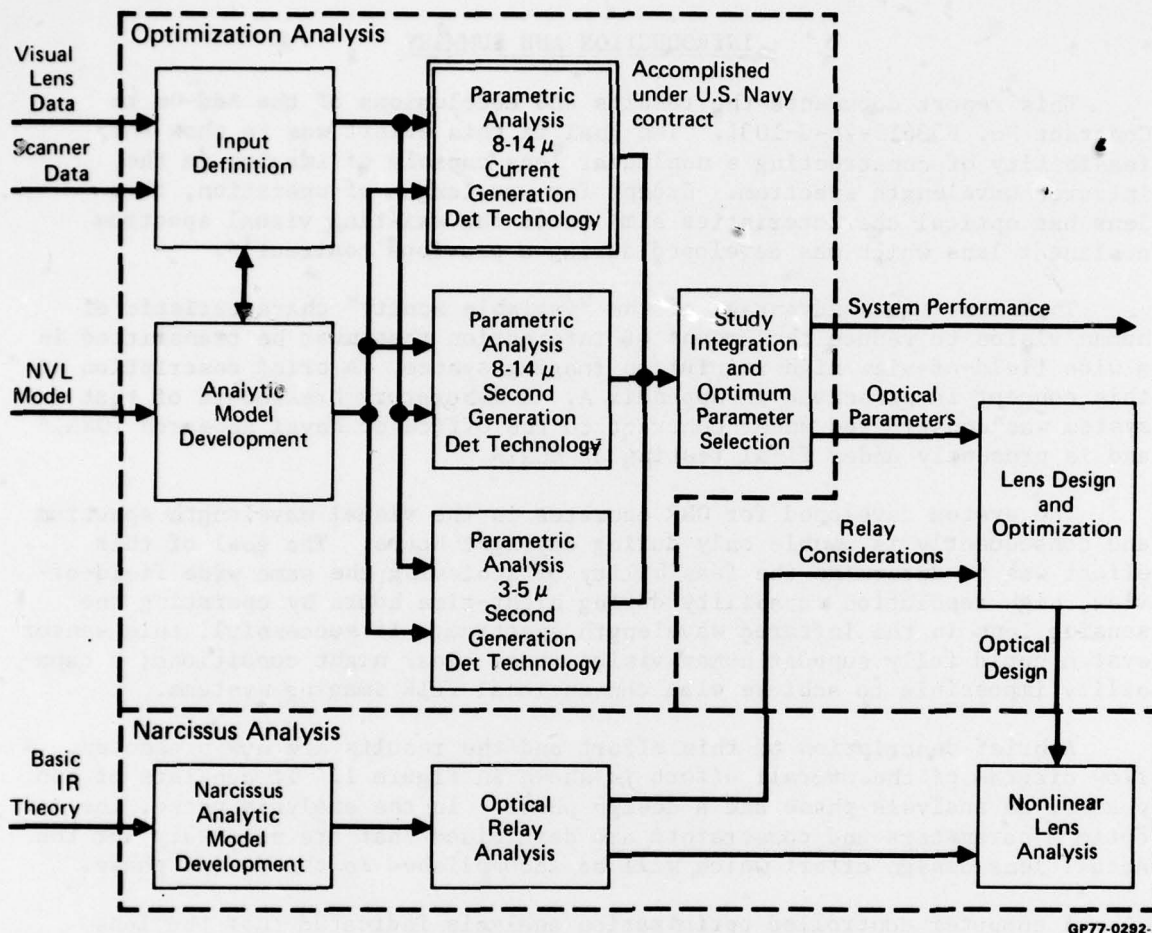 Optimization Analysis
Visual
Lens
Data
Scanner
Data
Input
Definition
Parametric
Analysis
8-14 μ
Current
Generation
Det Technology
Accomplished
under U.S. Navy
contract
NVL
Model
Analytic
Model
Development
Parametric
Analysis
8-14 μ
Second
Generation
Det Technology
Study
Integration
and
Optimum
Parameter
Selection
System Performance
Optical
Parameters
Lens Design
and
Optimization
Relay
Considerations
Parametric
Analysis
3-5 μ
Second
Generation
Det Technology
Optical
Design
Narcissus Analysis
Basic
IR
Theory
Narcissus
Analytic
Model
Development
Optical
Relay
Analysis
Nonlinear
Lens
Analysis
GP77-0292-